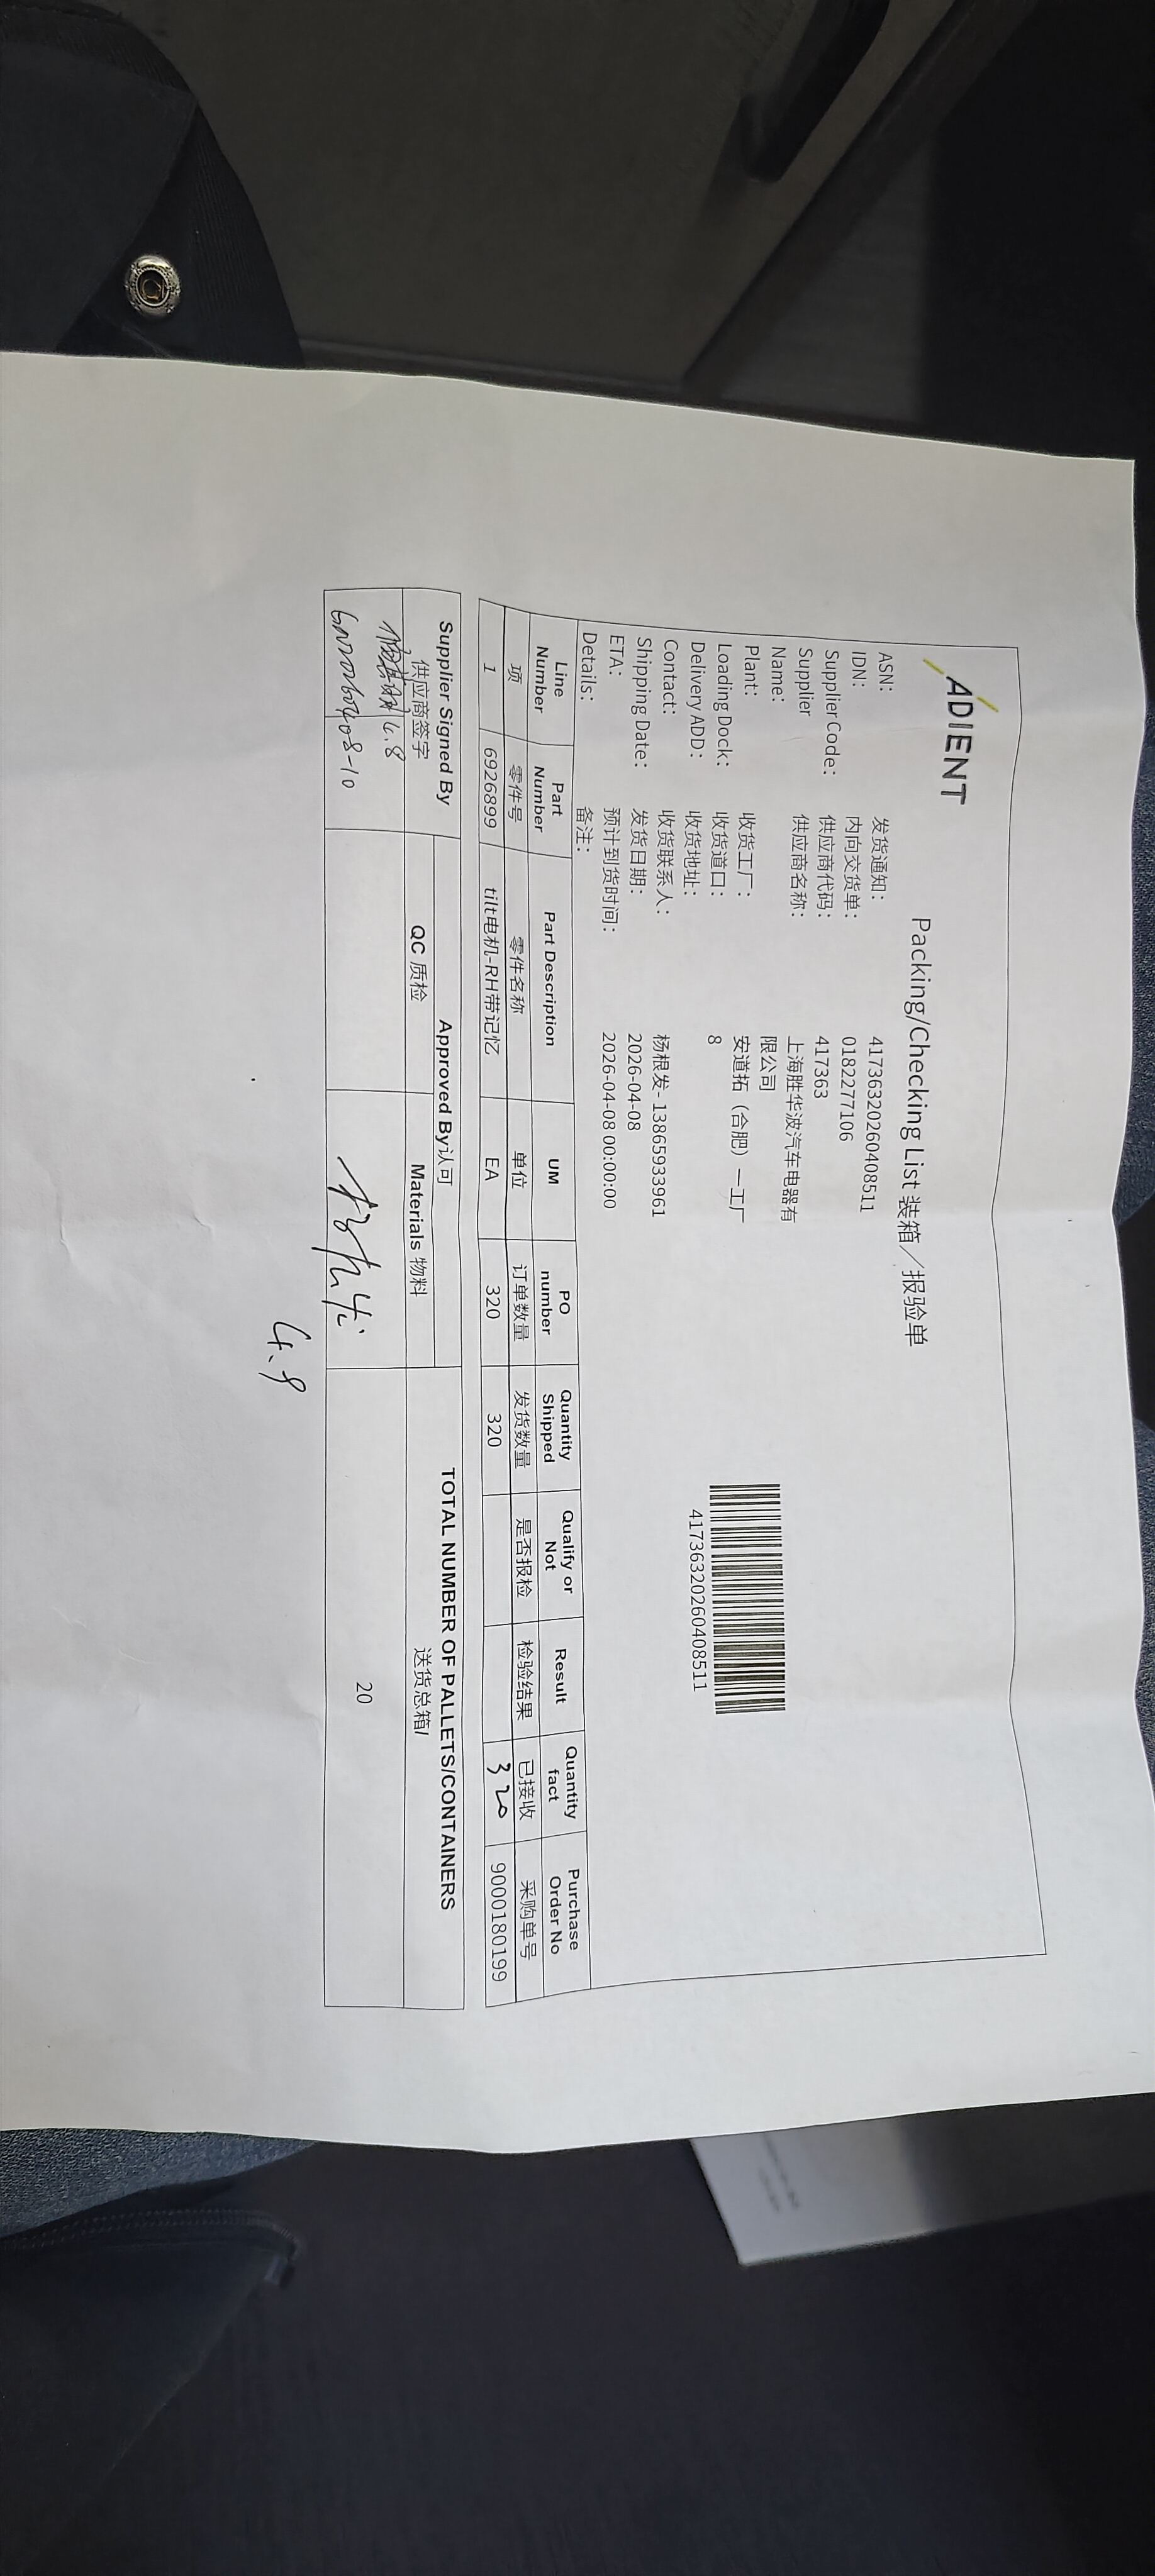 ADIENT
Packing/Checking List 装箱／报验单
ASN: 发货通知： 41736320260408511
IDN: 内向交货单： 0182277106
Supplier Code: 供应商代码： 417363
Supplier Name: 供应商名称： 上海胜华波汽车电器有
限公司
Plant: 收货工厂： 安道拓（合肥）一工厂
Loading Dock: 收货道口： 8
Delivery ADD: 收货地址：
Contact: 收货联系人： 杨根发- 13865933961
Shipping Date: 发货日期： 2026-04-08
ETA: 预计到货时间： 2026-04-08 00:00:00
Details: 备注：
41736320260408511
Line Number Part Number Part Description UM PO number Quantity Shipped Qualify or Not Result Quantity fact Purchase Order No
项 零件号 零件名称 单位 订单数量 发货数量 是否报检 检验结果 已接收 采购单号
1 6926899 tilt电机-RH带记忆 EA 320 320 320 9000180199
Supplier Signed By Approved By认可 TOTAL NUMBER OF PALLETS/CONTAINERS
供应商签字 QC 质检 Materials 物料 送货总箱/
4.8
20
4.9